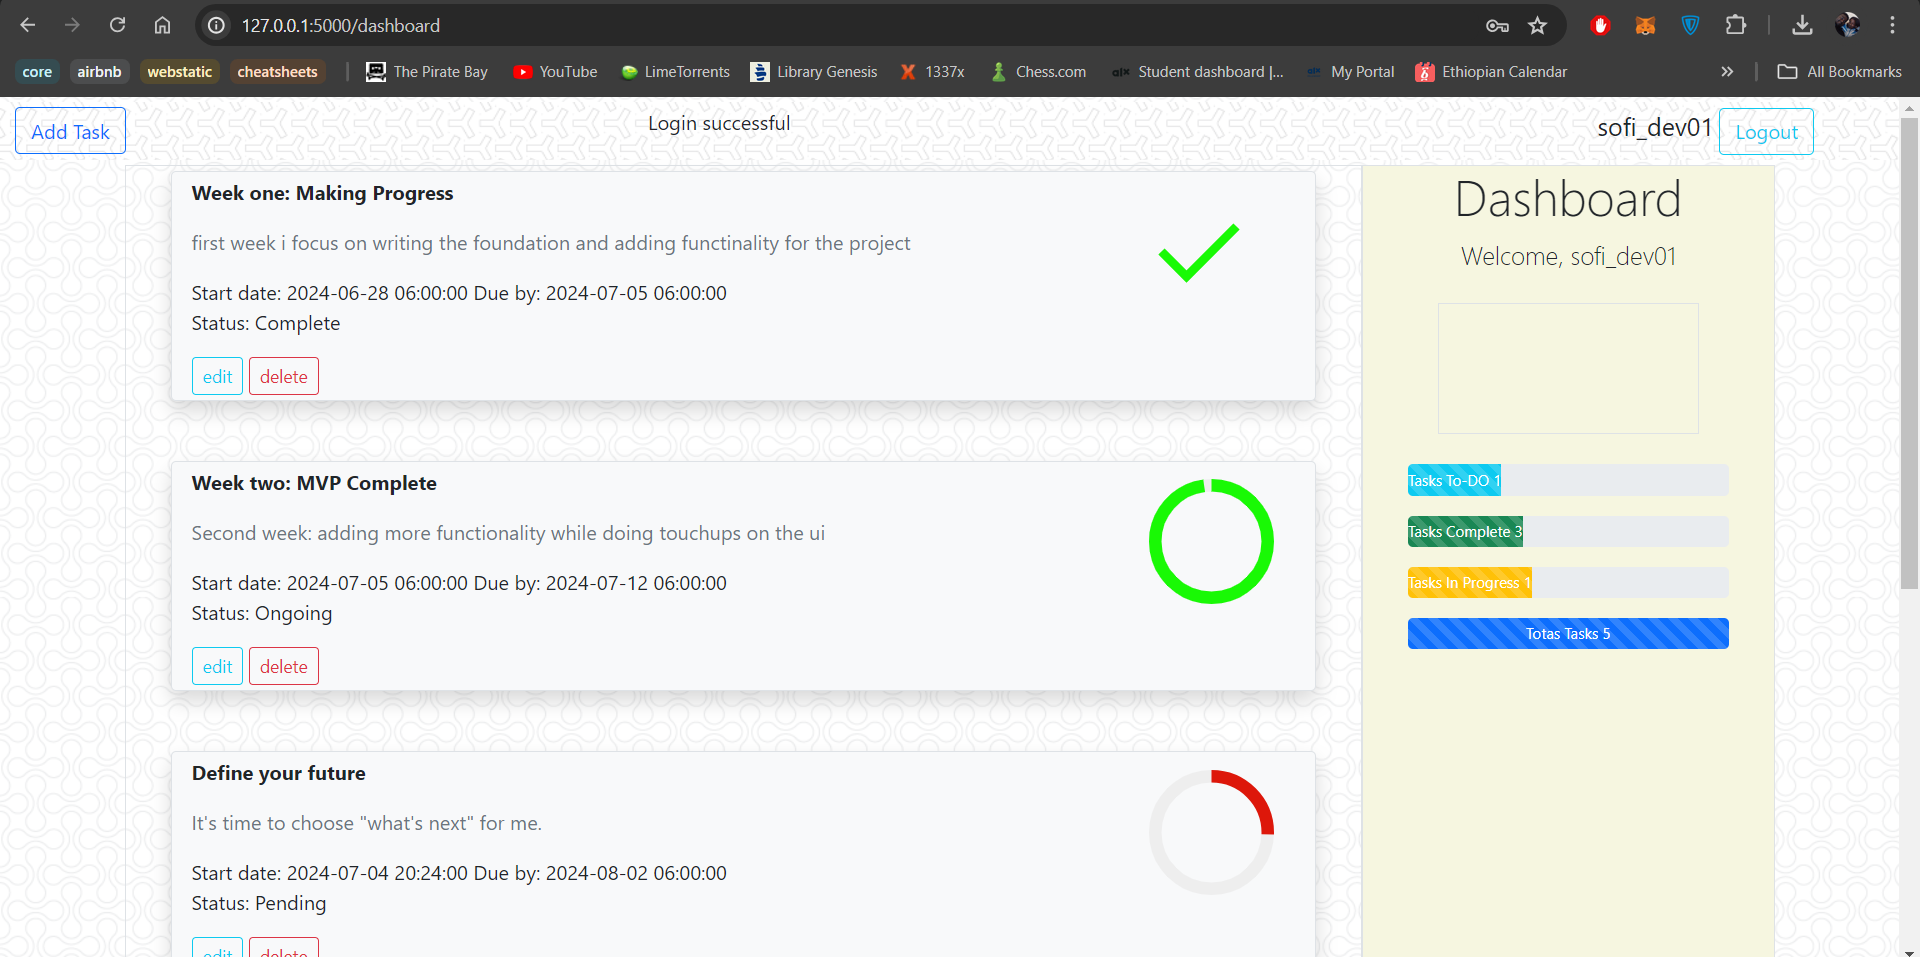 127.0.0.1:5000/dashboard
core airbnb webstatic cheatsheets The Pirate Bay YouTube LimeTorrents Library Genesis 1337x Chess.com alx Student dashboard |... alx My Portal Ethiopian Calendar » All Bookmarks
Add Task Login successful sofi_dev01 Logout
Week one: Making Progress
first week i focus on writing the foundation and adding functinality for the project
Start date: 2024-06-28 06:00:00 Due by: 2024-07-05 06:00:00
Status: Complete
edit delete
Week two: MVP Complete
Second week: adding more functionality while doing touchups on the ui
Start date: 2024-07-05 06:00:00 Due by: 2024-07-12 06:00:00
Status: Ongoing
edit delete
Define your future
It's time to choose "what's next" for me.
Start date: 2024-07-04 20:24:00 Due by: 2024-08-02 06:00:00
Status: Pending
edit delete
Dashboard
Welcome, sofi_dev01
Tasks To-DO 1
Tasks Complete 3
Tasks In Progress 1
Totas Tasks 5